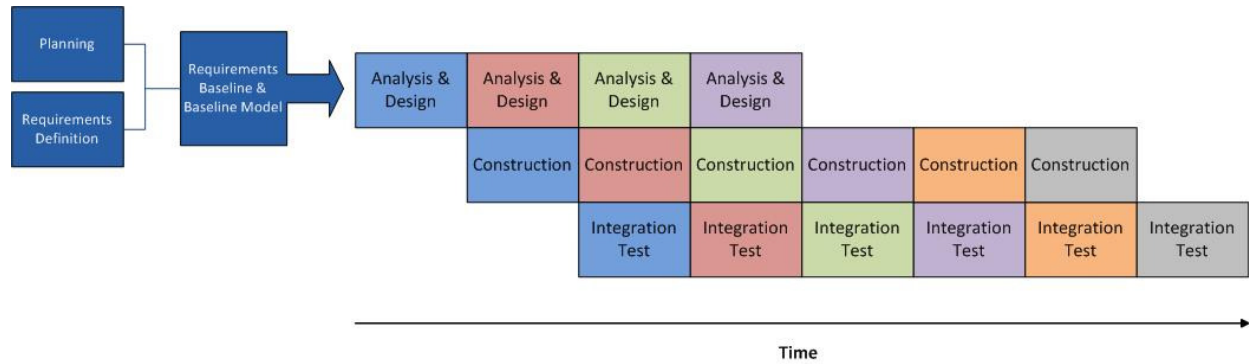 Planning
Requirements
Definition
Requirements
Baseline &
Baseline Model
Analysis &
Design
Analysis &
Design
Analysis &
Design
Analysis &
Design
Construction
Construction
Construction
Construction
Construction
Construction
Integration
Test
Integration
Test
Integration
Test
Integration
Test
Integration
Test
Integration
Test
Time